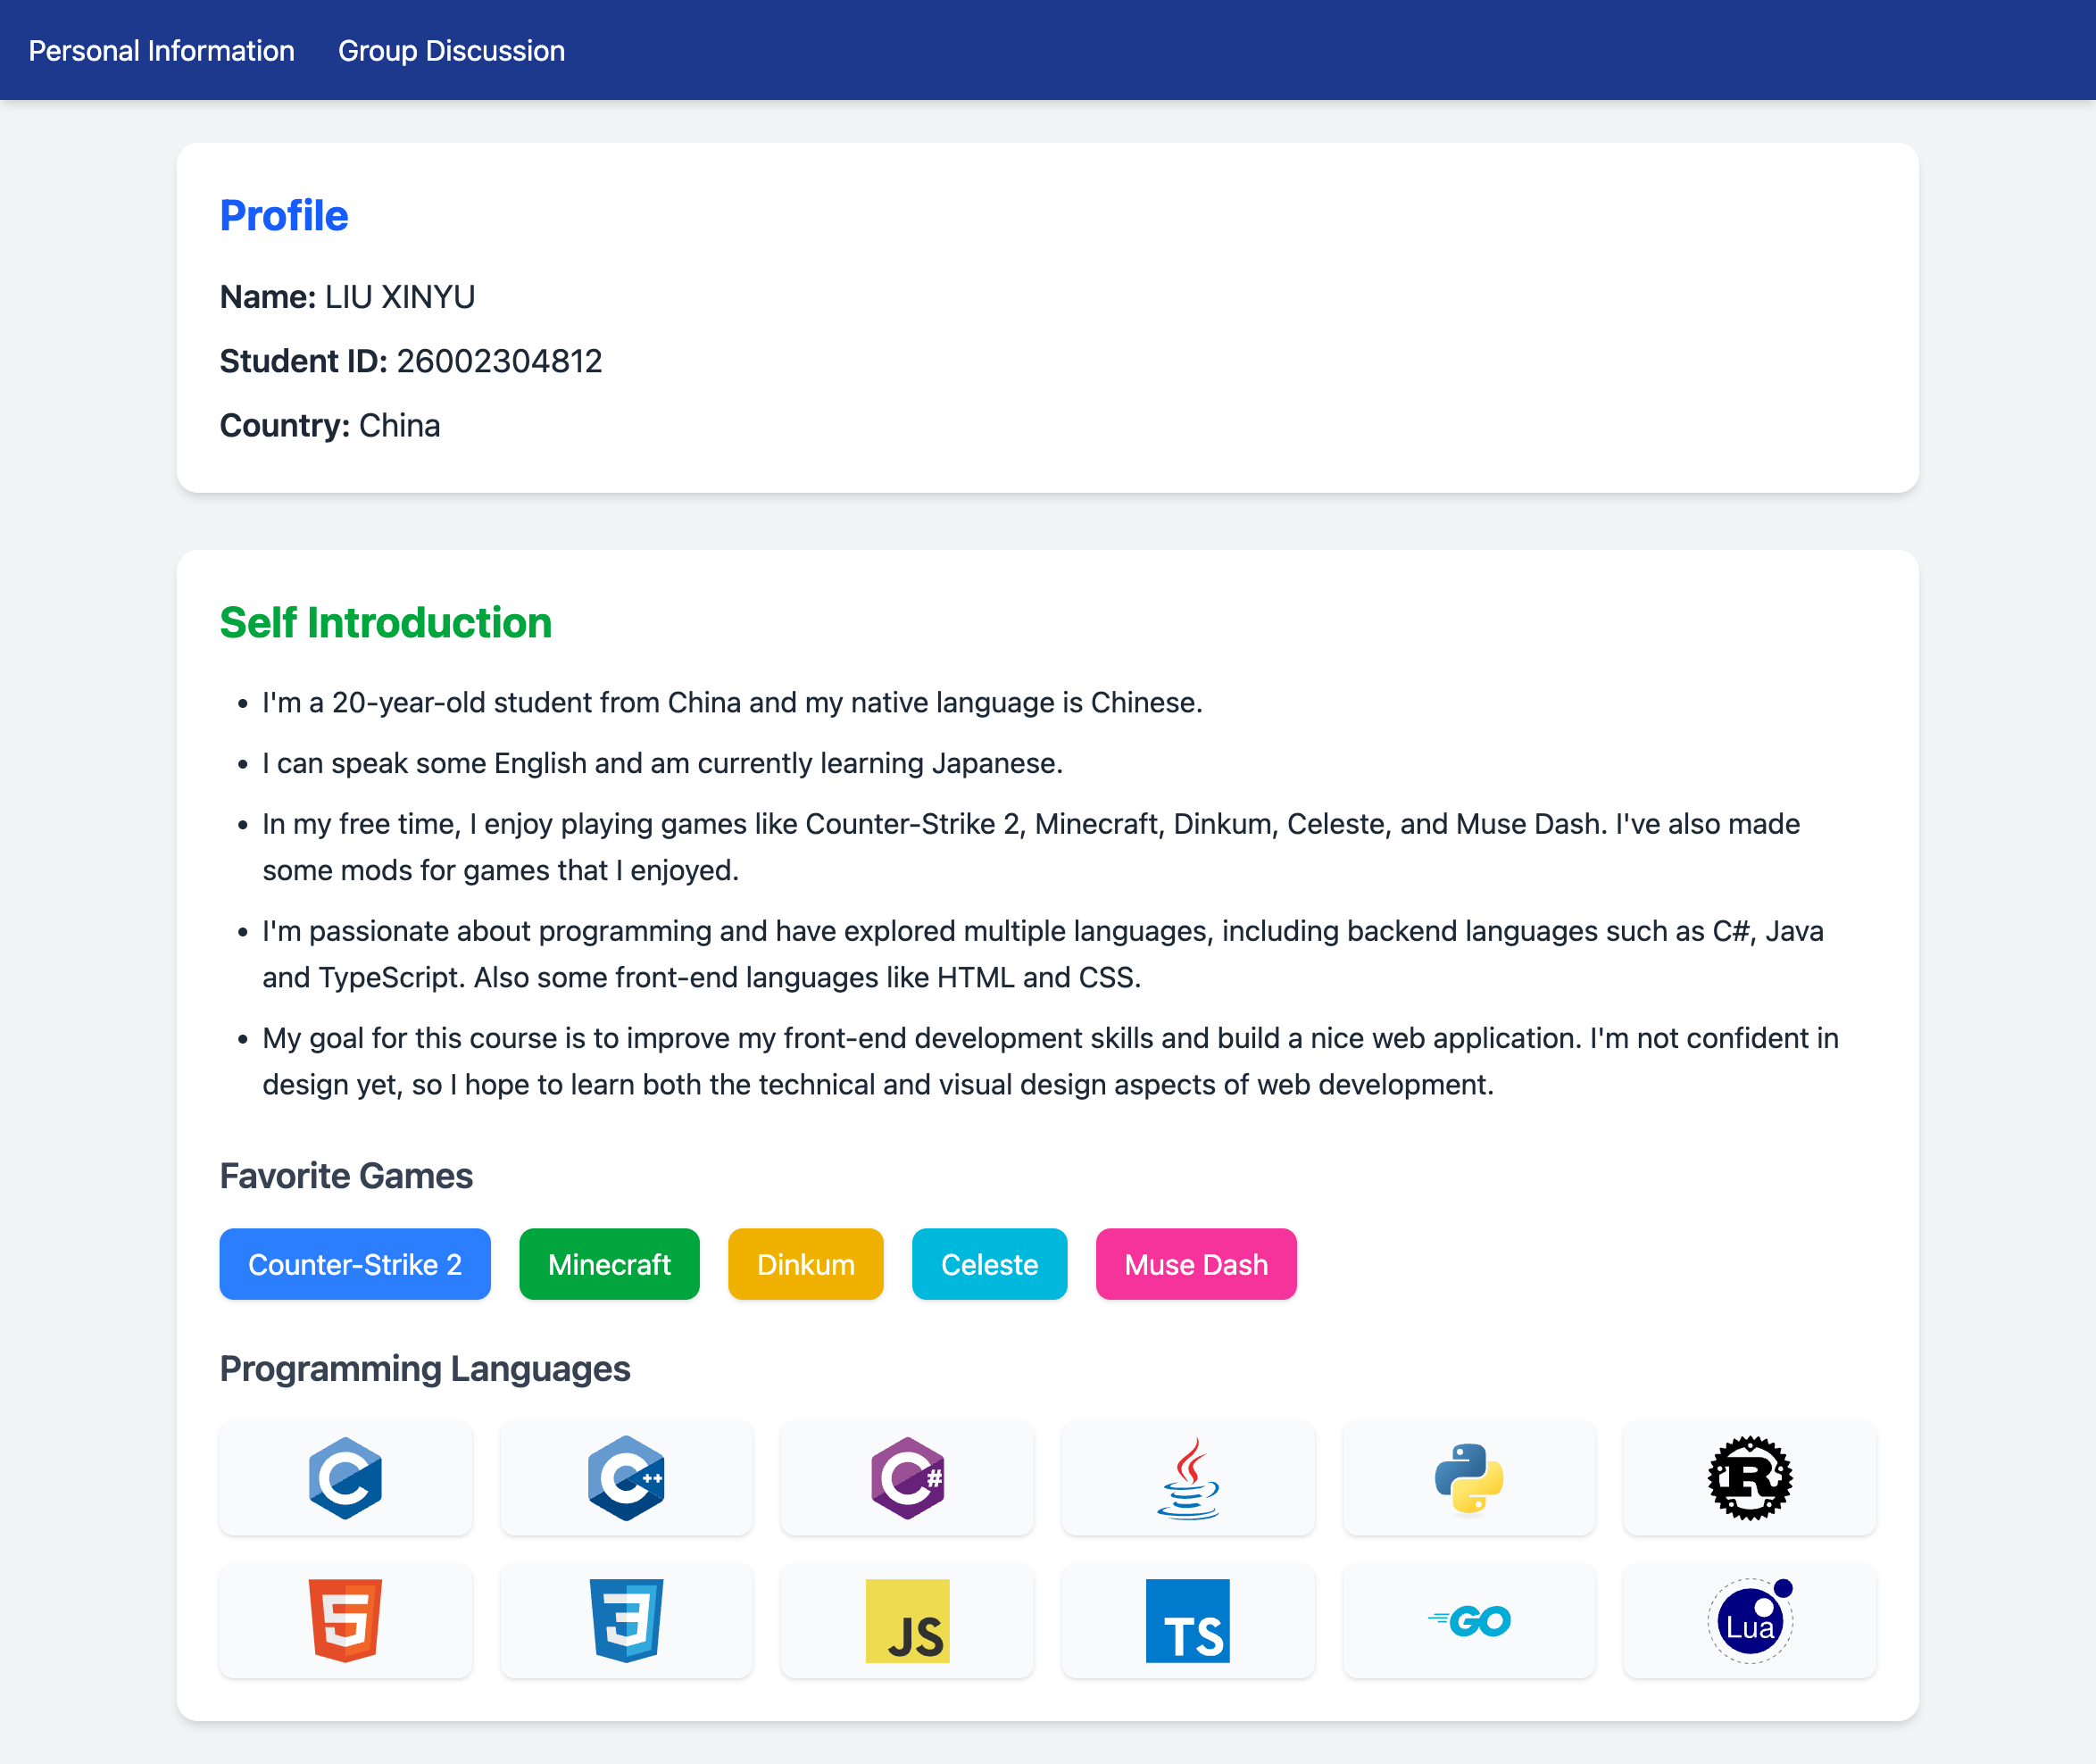 Personal Information Group Discussion
Profile
Name: LIU XINYU
Student ID: 26002304812
Country: China
Self Introduction
• I'm a 20-year-old student from China and my native language is Chinese.
• I can speak some English and am currently learning Japanese.
• In my free time, I enjoy playing games like Counter-Strike 2, Minecraft, Dinkum, Celeste, and Muse Dash. I've also made
some mods for games that I enjoyed.
• I'm passionate about programming and have explored multiple languages, including backend languages such as C#, Java
and TypeScript. Also some front-end languages like HTML and CSS.
• My goal for this course is to improve my front-end development skills and build a nice web application. I'm not confident in
design yet, so I hope to learn both the technical and visual design aspects of web development.
Favorite Games
Counter-Strike 2 Minecraft Dinkum Celeste Muse Dash
Programming Languages
C C++ C# R
5 3 JS TS GO Lua